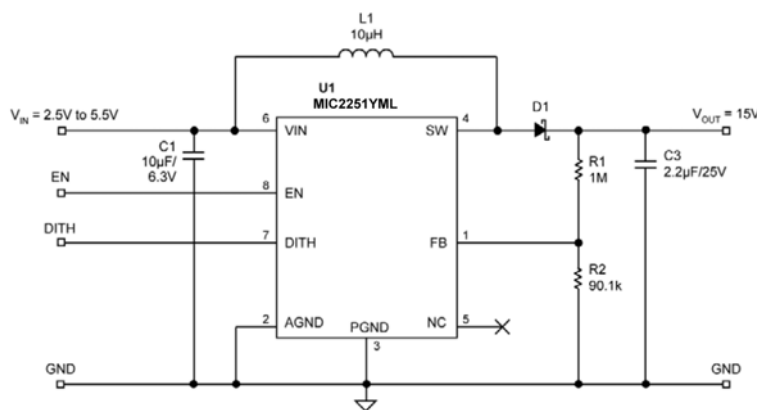 L1
10µH
U1
MIC2251YML
V_IN = 2.5V to 5.5V
6
VIN
SW
4
D1
V_OUT = 15V
C1
10µF/
6.3V
R1
1M
C3
2.2µF/25V
EN
8
EN
DITH
7
DITH
FB
1
R2
90.1k
2
AGND
PGND
3
NC
5
GND
GND